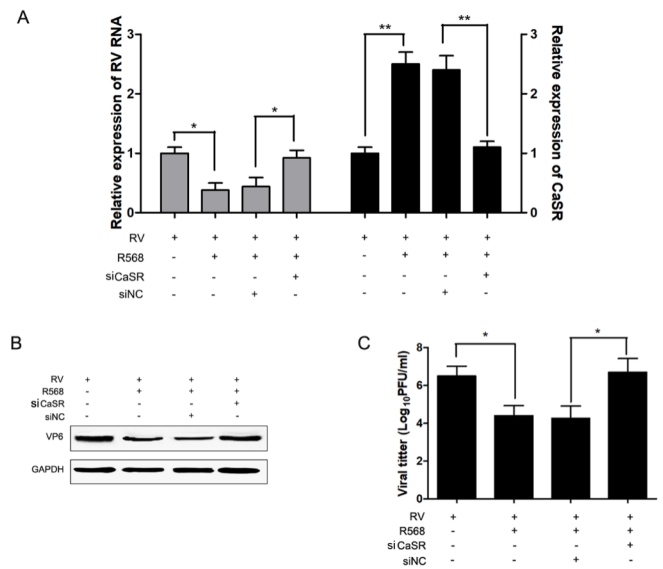 A
Relative expression of RV RNA
3
2
1
0
*
*
**
**
3
2
1
0
Relative expression of CaSR
RV + + + + + + + +
R568 - + + + - + + +
siCaSR - - - + - - - +
siNC - - + - - - + -
B
RV + + + +
R568 - + + +
siCaSR - - - +
siNC - - + -
VP6
GAPDH
C
Viral titter (Log10PFU/ml)
8
6
4
2
0
*
*
RV + + + +
R568 - + + +
siCaSR - - - +
siNC - - + -